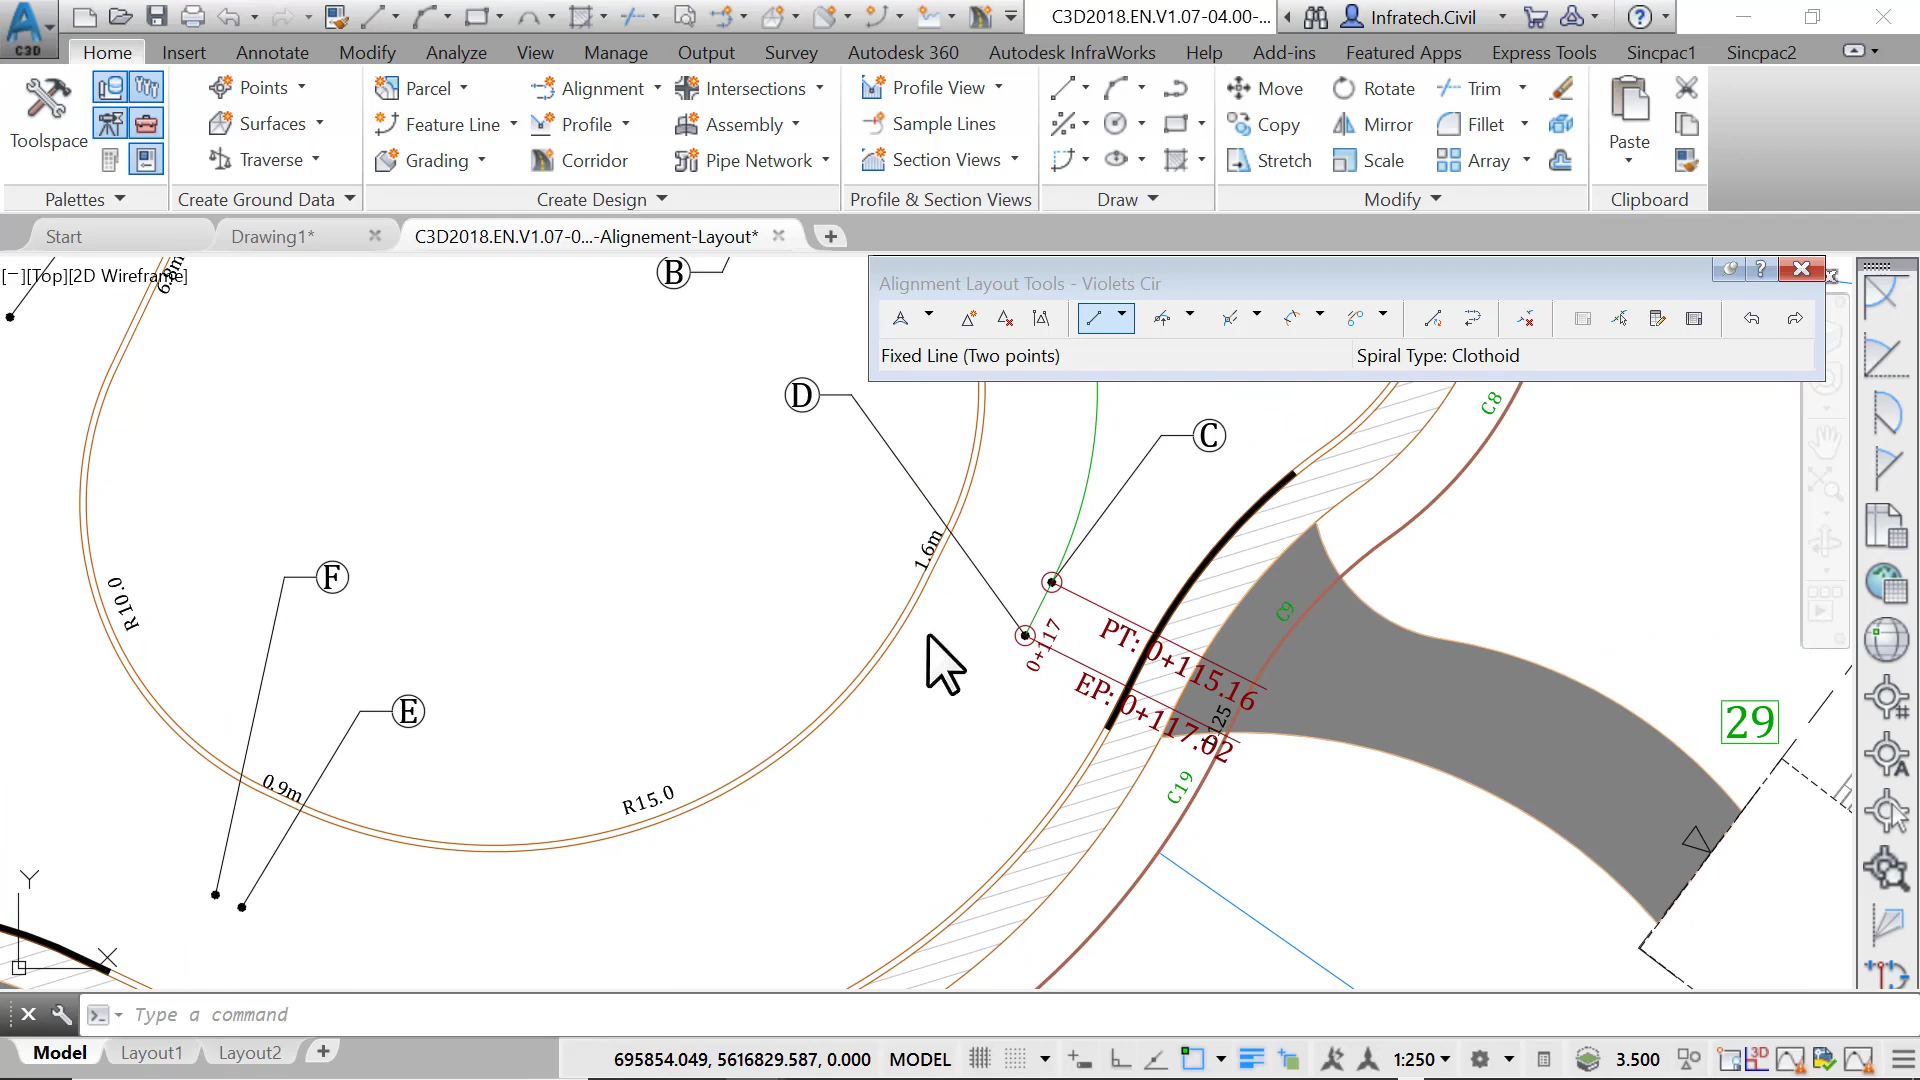 C3D
C3D2018.EN.V1.07-04.00-...
Infratech.Civil
Home
Insert
Annotate
Modify
Analyze
View
Manage
Output
Survey
Autodesk 360
Autodesk InfraWorks
Help
Add-ins
Featured Apps
Express Tools
Sincpac1
Sincpac2
Toolspace
Palettes
Points
Surfaces
Traverse
Create Ground Data
Parcel
Feature Line
Grading
Alignment
Profile
Corridor
Intersections
Assembly
Pipe Network
Create Design
Profile View
Sample Lines
Section Views
Profile & Section Views
Draw
Move
Copy
Stretch
Rotate
Mirror
Scale
Trim
Fillet
Array
Modify
Paste
Clipboard
Start
Drawing1*
C3D2018.EN.V1.07-0...-Alignement-Layout*
[−][Top][2D Wireframe]
Alignment Layout Tools - Violets Cir
Fixed Line (Two points)
Spiral Type: Clothoid
B
D
C
F
E
R10.0
0.9m
R15.0
1.6m
0+117
PT: 0+115.16
EP: 0+117.02
C8
C9
C19
29
Y
X
Type a command
Model
Layout1
Layout2
695854.049, 5616829.587, 0.000
MODEL
1:250
3.500